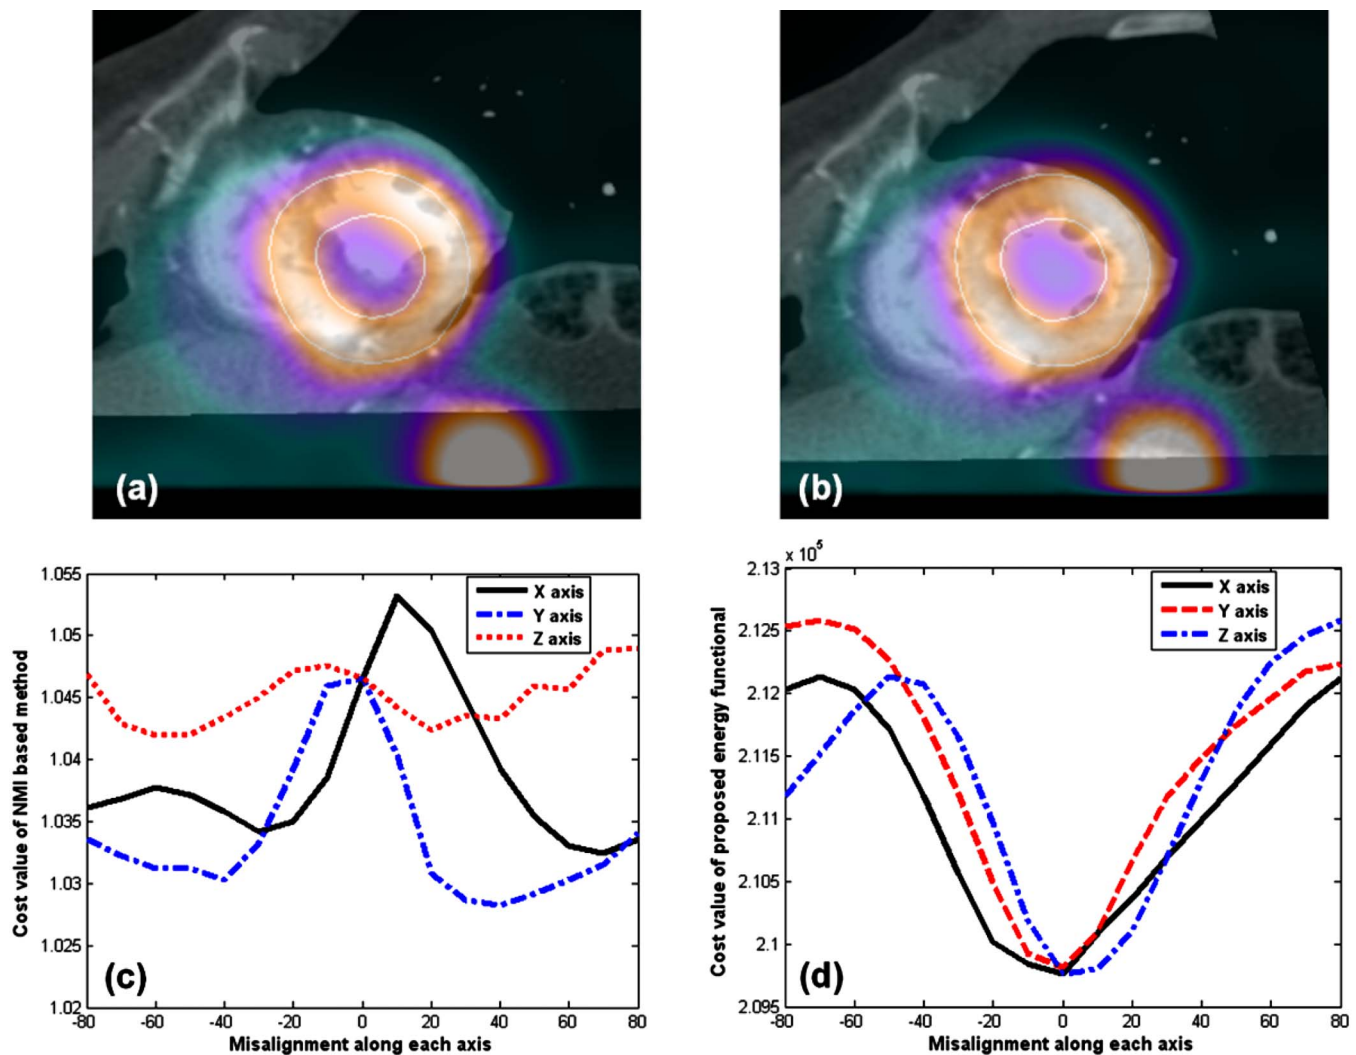 (a)
(b)
Cost value of NMI based method
1.055
1.05
1.045
1.04
1.035
1.03
1.025
1.02
X axis
Y axis
Z axis
(c)
-80 -60 -40 -20 0 20 40 60 80
Misalignment along each axis
Cost value of proposed energy functional
x 10^5
2.13
2.125
2.12
2.115
2.11
2.105
2.1
2.095
X axis
Y axis
Z axis
(d)
-80 -60 -40 -20 0 20 40 60 80
Misalignment along each axis